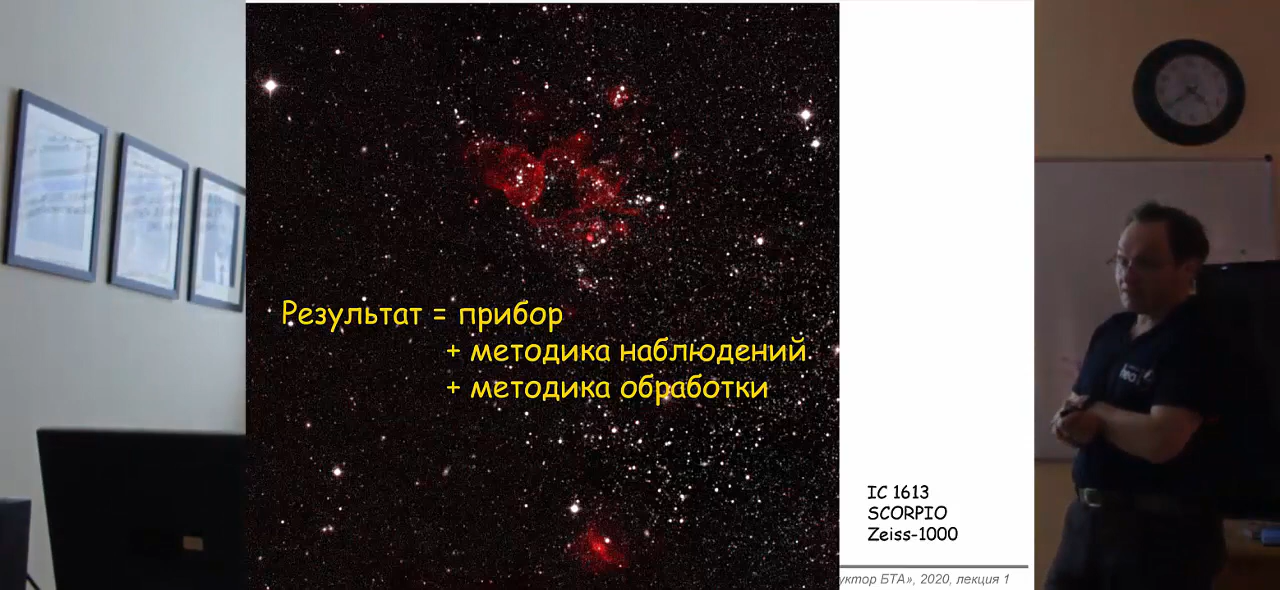 Результат = прибор
+ методика наблюдений
+ методика обработки
IC 1613
SCORPIO
Zeiss-1000
БТА», 2020, лекция 1